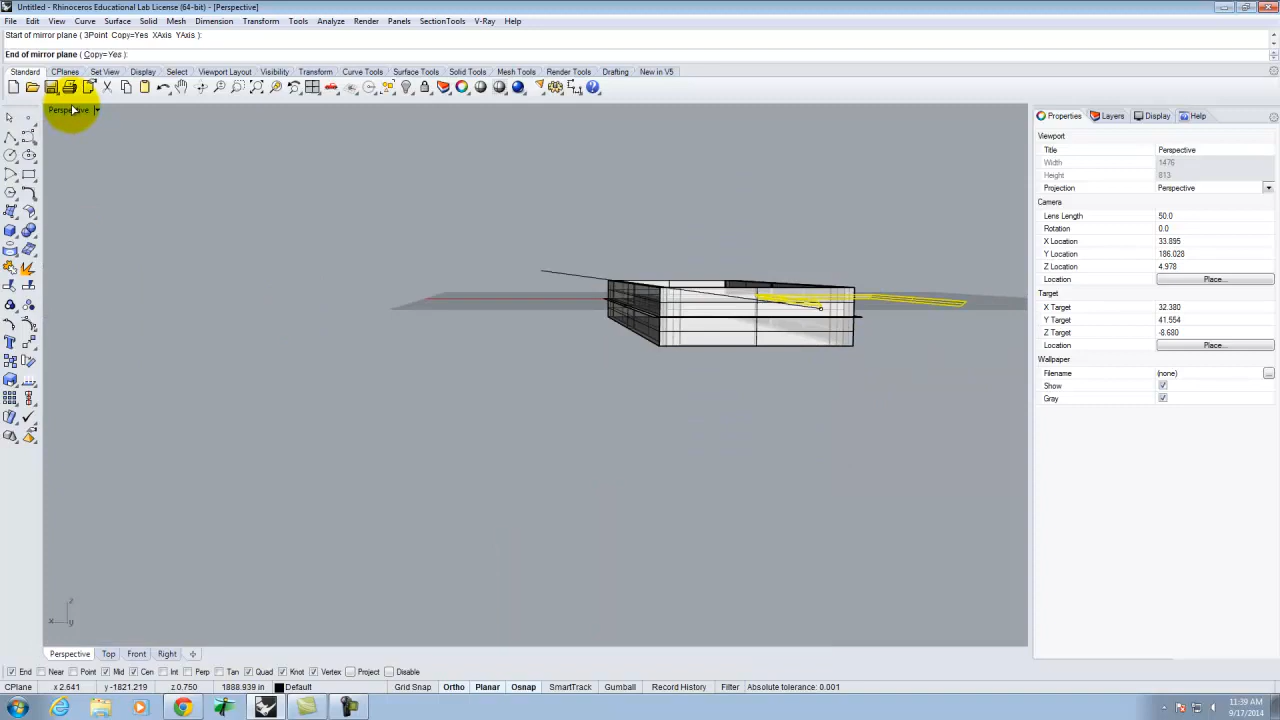 Untitled - Rhinoceros Educational Lab License (64-bit) - [Perspective]
File Edit View Curve Surface Solid Mesh Dimension Transform Tools Analyze Render Panels SectionTools V-Ray Help
Start of mirror plane ( 3Point Copy=Yes XAxis YAxis ):
End of mirror plane ( Copy=Yes ):
Standard CPlanes Set View Display Select Viewport Layout Visibility Transform Curve Tools Surface Tools Solid Tools Mesh Tools Render Tools Drafting New in V5
Perspective
Properties Layers Display Help
Viewport
Title Perspective
Width 1476
Height 813
Projection Perspective
Camera
Lens Length 50.0
Rotation 0.0
X Location 33.895
Y Location 186.028
Z Location 4.978
Location Place...
Target
X Target 32.380
Y Target 41.554
Z Target -8.680
Location Place...
Wallpaper
Filename (none) ...
Show
Gray
z
x y
Perspective Top Front Right
End Near Point Mid Cen Int Perp Tan Quad Knot Vertex Project Disable
CPlane x 2.641 y -1821.219 z 0.750 1888.939 in Default Grid Snap Ortho Planar Osnap SmartTrack Gumball Record History Filter Absolute tolerance: 0.001
11:39 AM
9/17/2014